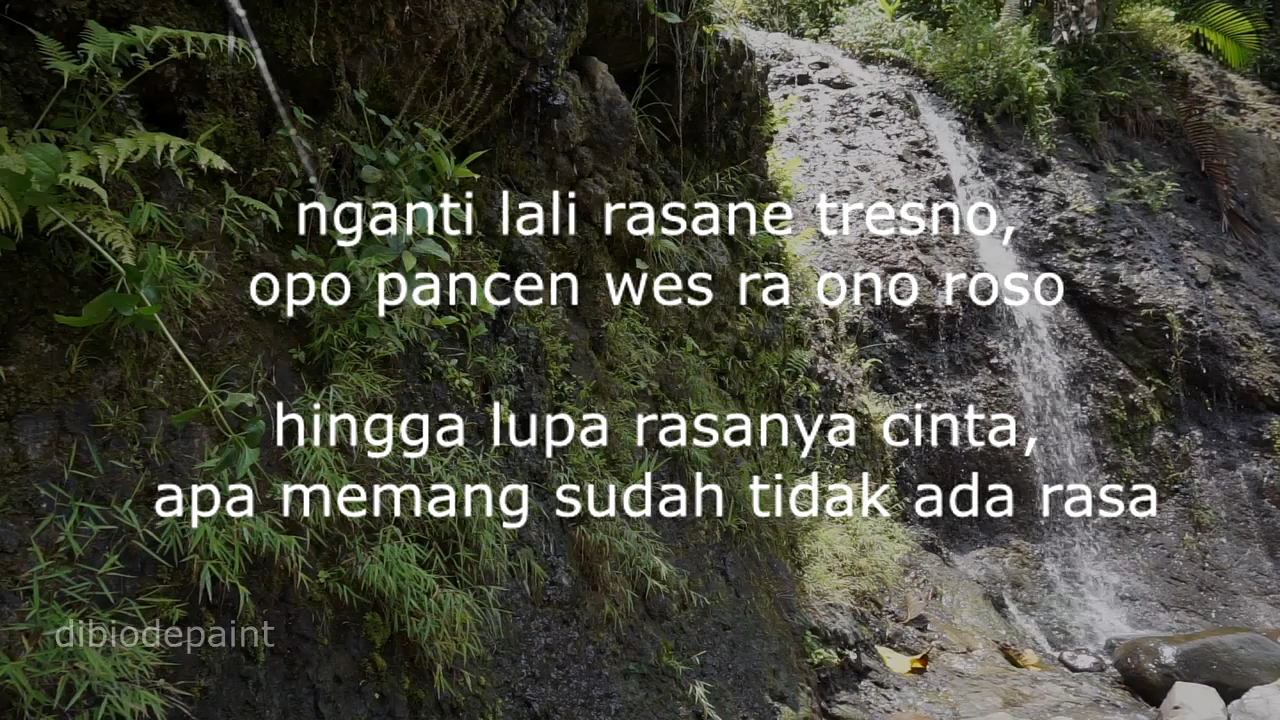 nganti lali rasane tresno,
opo pancen wes ra ono roso
hingga lupa rasanya cinta,
apa memang sudah tidak ada rasa
dibiodepaint